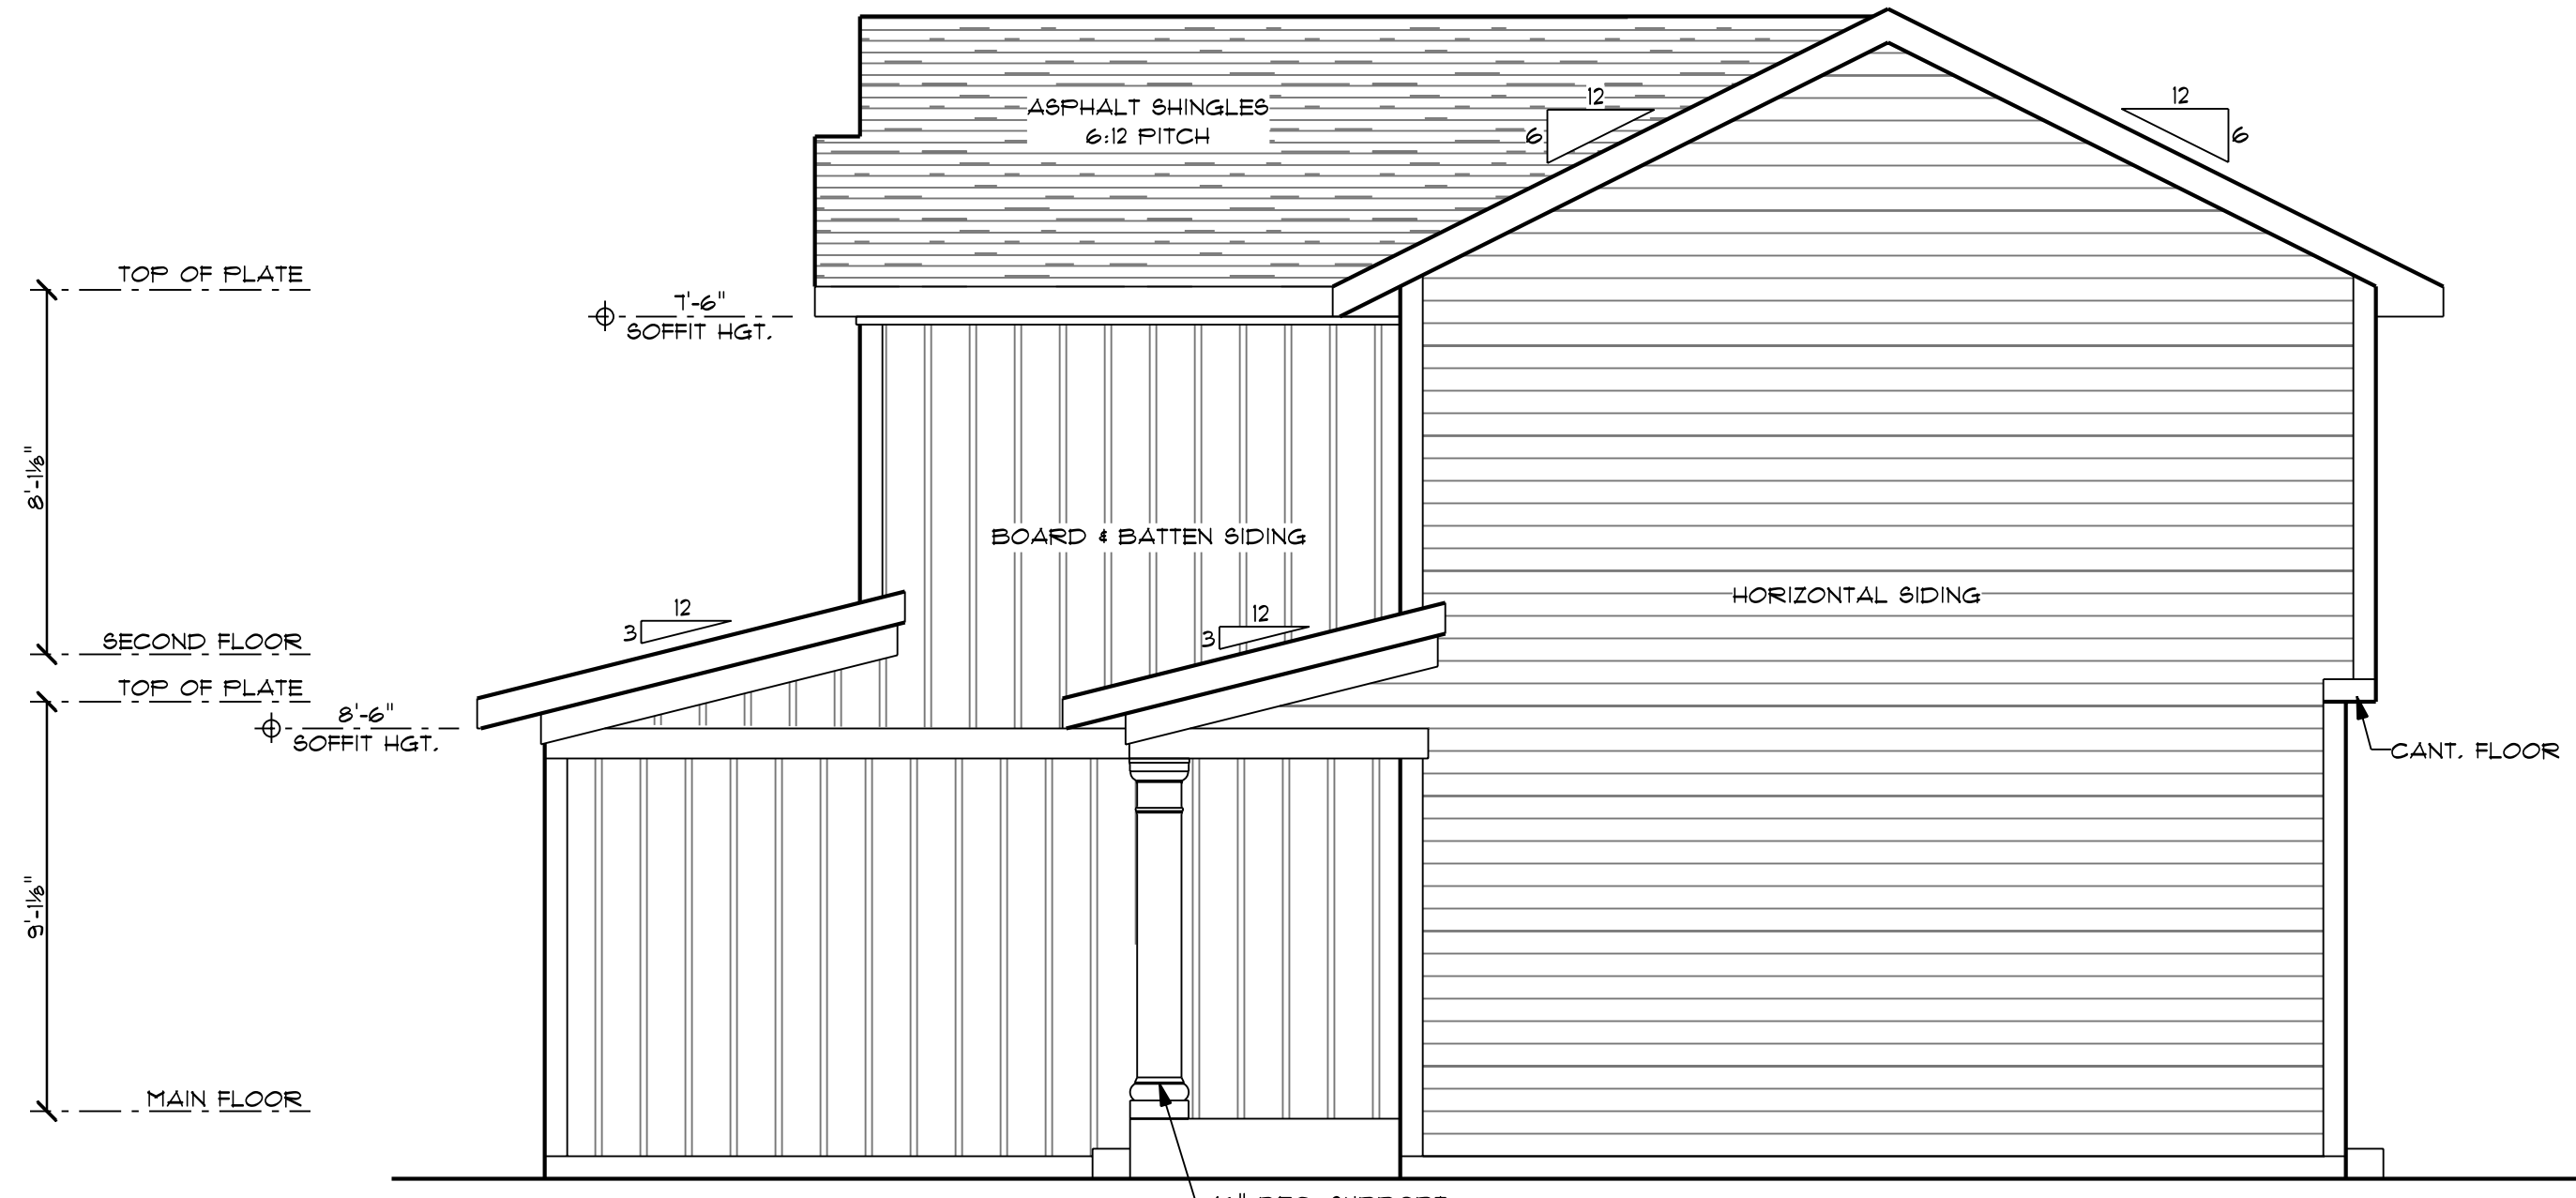 ASPHALT SHINGLES
6:12 PITCH
12
6
12
6
TOP OF PLATE
7'-6"
SOFFIT HGT.
8'-1⅛"
BOARD & BATTEN SIDING
HORIZONTAL SIDING
12
3
12
3
SECOND FLOOR
TOP OF PLATE
8'-6"
SOFFIT HGT.
CANT. FLOOR
9'-1⅛"
MAIN FLOOR